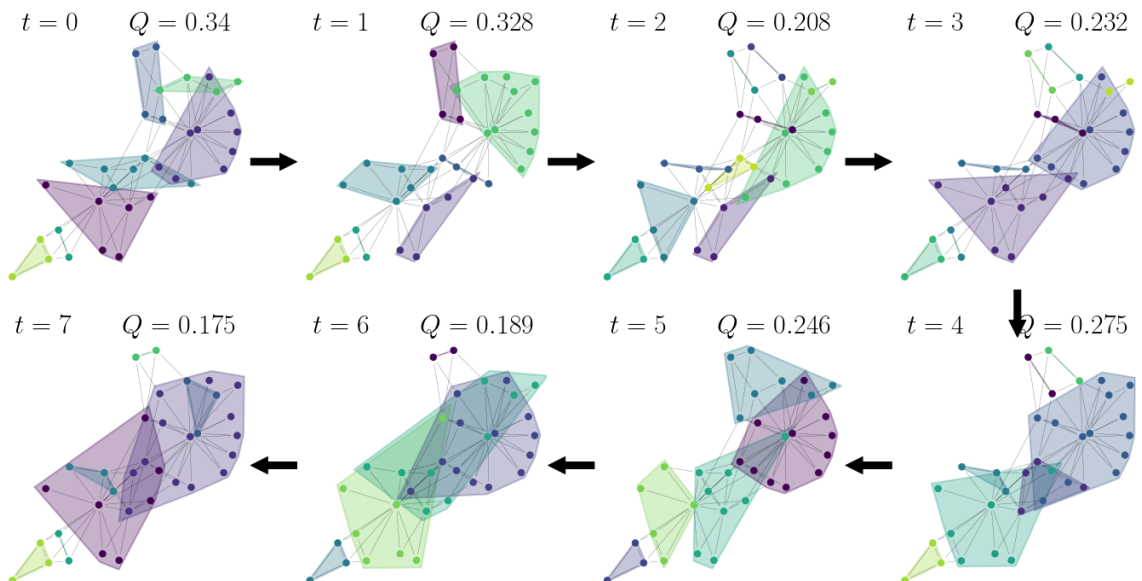 t = 0 Q = 0.34 t = 1 Q = 0.328 t = 2 Q = 0.208 t = 3 Q = 0.232
t = 7 Q = 0.175 t = 6 Q = 0.189 t = 5 Q = 0.246 t = 4 Q = 0.275